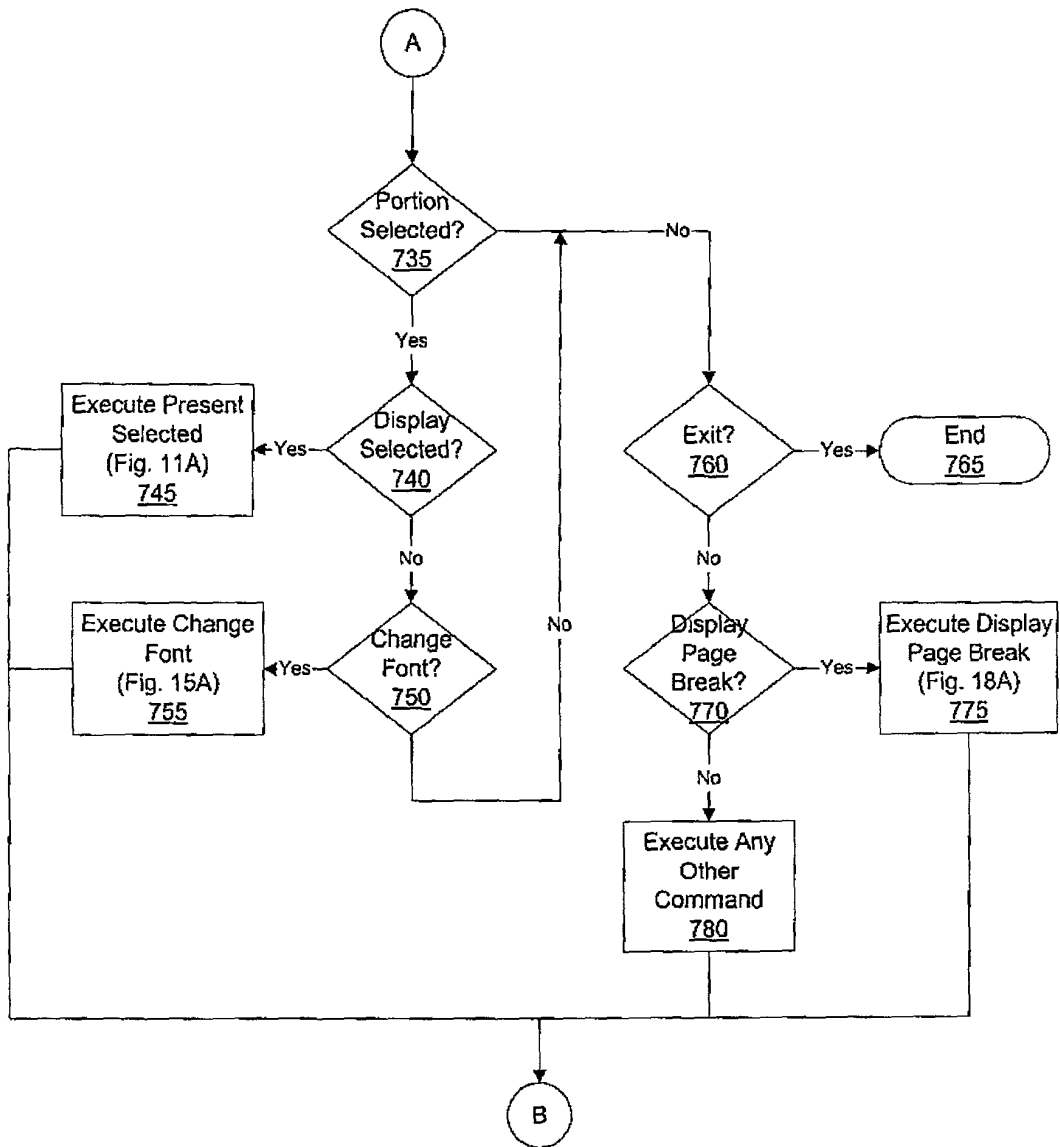 A
Portion
Selected?
735
No
Yes
Execute Present
Selected
(Fig. 11A)
745
Yes
Display
Selected?
740
Exit?
760
Yes
End
765
No
No
Execute Change
Font
(Fig. 15A)
755
Yes
Change
Font?
750
No
Display
Page
Break?
770
Yes
Execute Display
Page Break
(Fig. 18A)
775
No
Execute Any
Other
Command
780
B